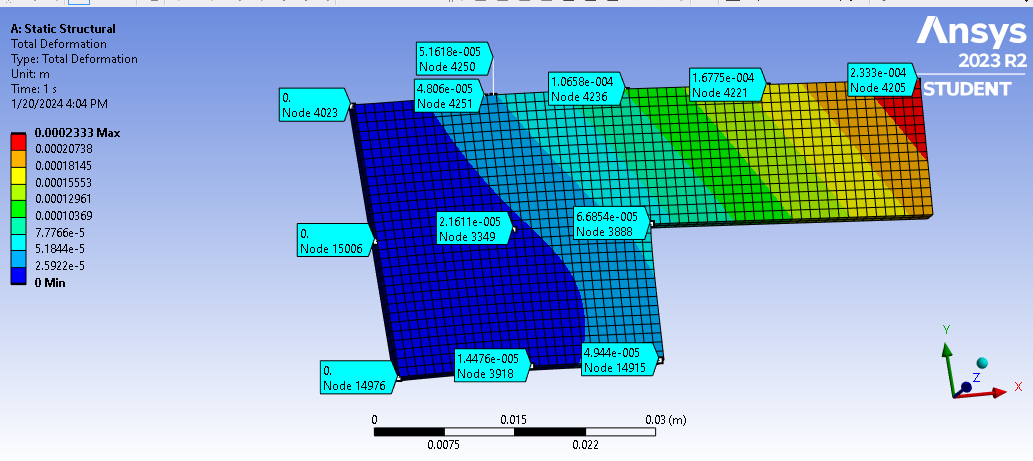 A: Static Structural
Total Deformation
Type: Total Deformation
Unit: m
Time: 1 s
1/20/2024 4:04 PM
0.0002333 Max
0.00020738
0.00018145
0.00015553
0.00012961
0.00010369
7.7766e-5
5.1844e-5
2.5922e-5
0 Min
Ansys
2023 R2
STUDENT
5.1618e-005
Node 4250
4.806e-005
Node 4251
1.0658e-004
Node 4236
1.6775e-004
Node 4221
2.333e-004
Node 4205
0.
Node 4023
0.
Node 15006
2.1611e-005
Node 3349
6.6854e-005
Node 3888
0.
Node 14976
1.4476e-005
Node 3918
4.944e-005
Node 14915
0 0.015 0.03 (m)
0.0075 0.022
Y
Z
X